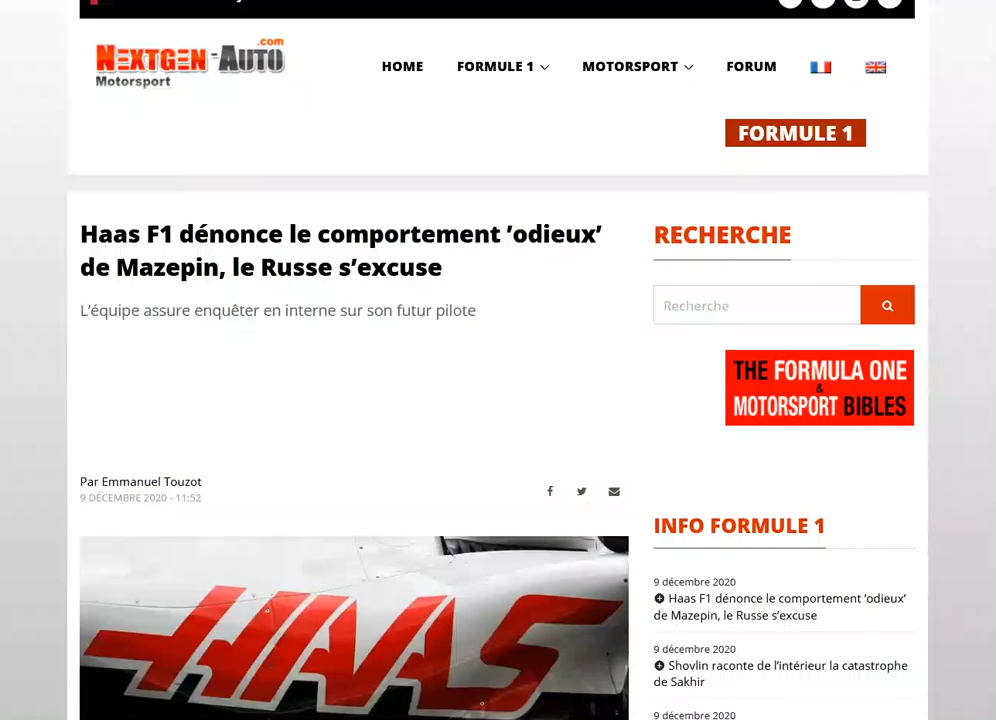 NEXTGEN-AUTO
.com
Motorsport
HOME
FORMULE 1
MOTORSPORT
FORUM
FORMULE 1
Haas F1 dénonce le comportement ’odieux’
de Mazepin, le Russe s’excuse
L’équipe assure enquêter en interne sur son futur pilote
Par Emmanuel Touzot
9 DÉCEMBRE 2020 - 11:52
HAAS
RECHERCHE
Recherche
THE FORMULA ONE
&
MOTORSPORT BIBLES
INFO FORMULE 1
9 décembre 2020
Haas F1 dénonce le comportement ’odieux’
de Mazepin, le Russe s’excuse
9 décembre 2020
Shovlin raconte de l’intérieur la catastrophe
de Sakhir
9 décembre 2020